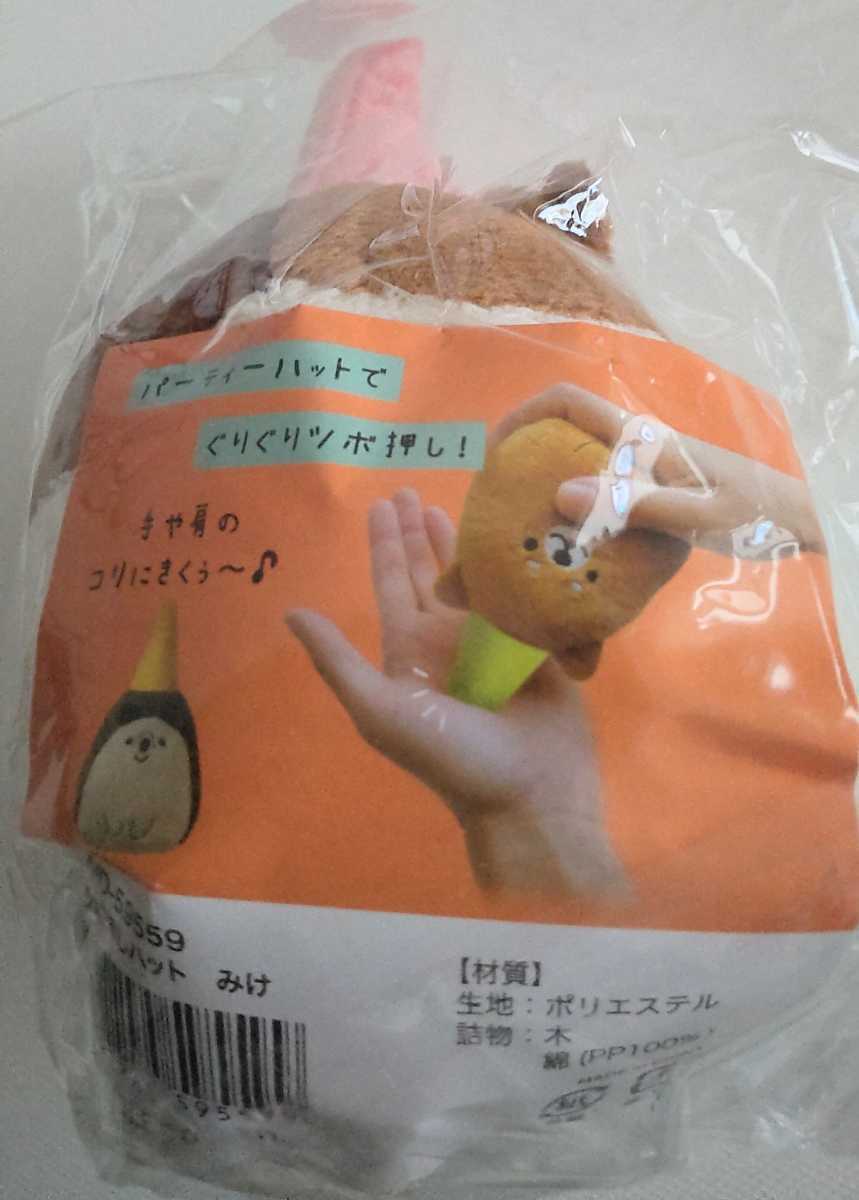 パーティーハットで
ぐりぐりツボ押し!
手や肩の
コリにきくぅ〜♪
59559
ハット みけ
【材質】
生地:ポリエステル
詰物:木
綿(PP100%)
595